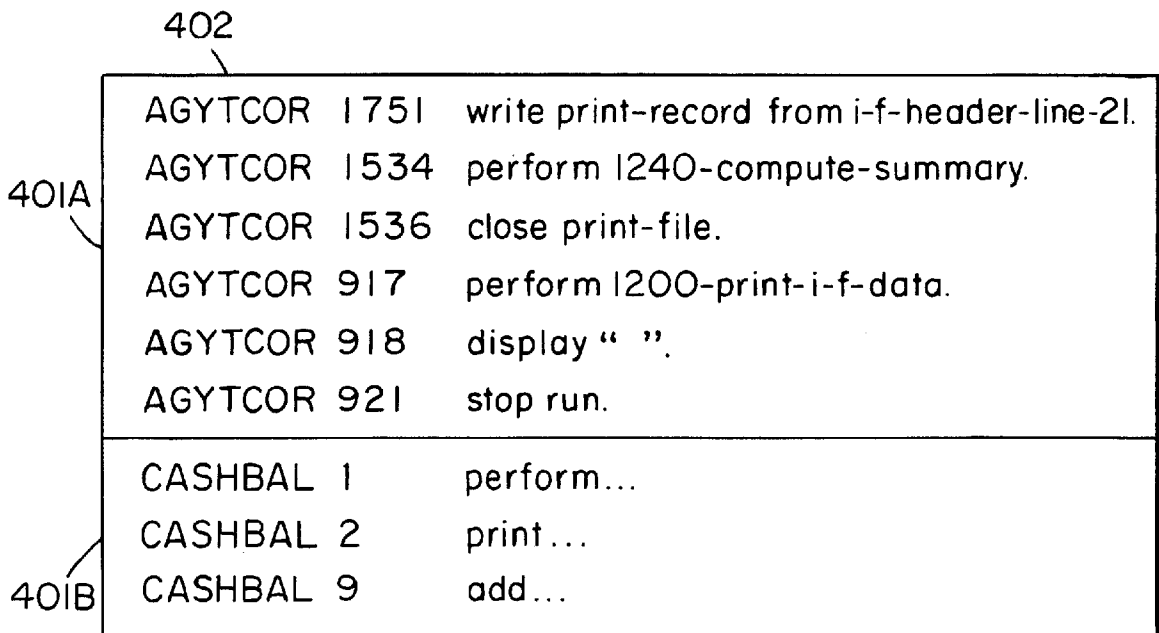 402
AGYTCOR 1751 write print-record from i-f-header-line-21.
AGYTCOR 1534 perform 1240-compute-summary.
401A
AGYTCOR 1536 close print-file.
AGYTCOR 917 perform 1200-print-i-f-data.
AGYTCOR 918 display “ ”.
AGYTCOR 921 stop run.
CASHBAL 1 perform...
CASHBAL 2 print...
401B
CASHBAL 9 add...